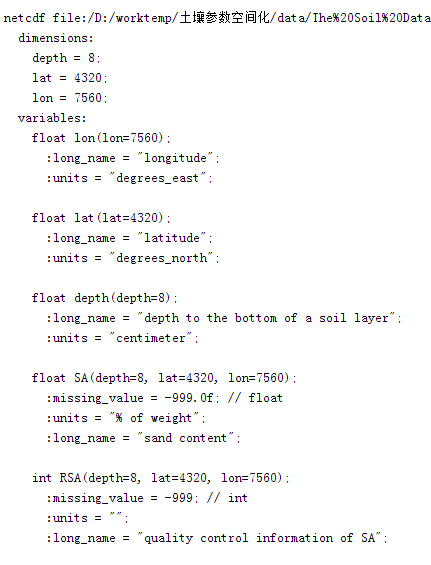 netcdf file:/D:/worktemp/土壤参数空间化/data/The%20Soil%20Data
dimensions:
depth = 8;
lat = 4320;
lon = 7560;
variables:
float lon(lon=7560);
:long_name = "longitude";
:units = "degrees_east";
float lat(lat=4320);
:long_name = "latitude";
:units = "degrees_north";
float depth(depth=8);
:long_name = "depth to the bottom of a soil layer";
:units = "centimeter";
float SA(depth=8, lat=4320, lon=7560);
:missing_value = -999.0f; // float
:units = "% of weight";
:long_name = "sand content";
int RSA(depth=8, lat=4320, lon=7560);
:missing_value = -999; // int
:units = "";
:long_name = "quality control information of SA";